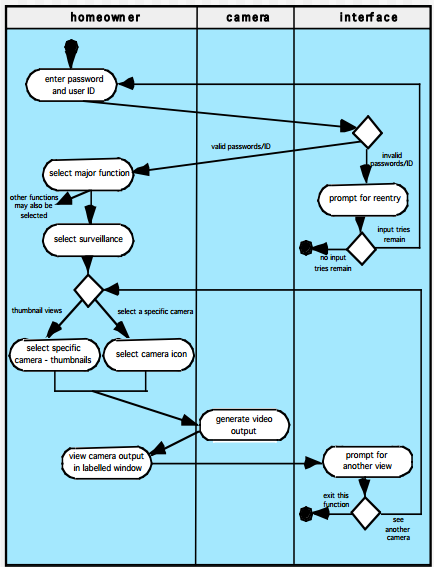 homeowner
camera
interface
enter password
and user ID
valid passwords/ID
invalid
passwords/ID
select major function
prompt for reentry
other functions
may also be
selected
input tries
remain
select surveillance
no input
tries remain
thumbnail views
select a specific camera
select specific
camera - thumbnails
select camera icon
generate video
output
view camera output
in labelled window
prompt for
another view
exit this
function
see
another
camera